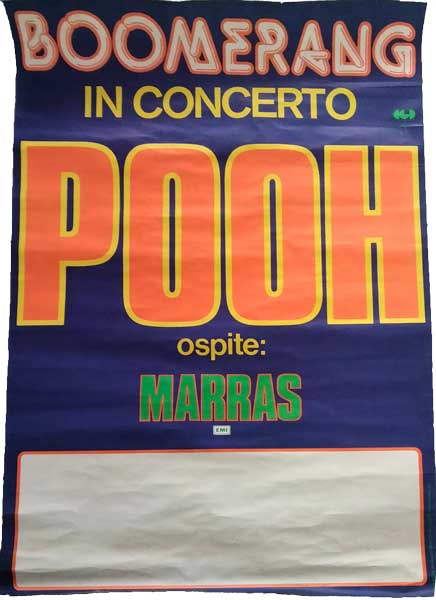 BOOMERANG
IN CONCERTO
POOH
ospite:
MARRAS
EMI